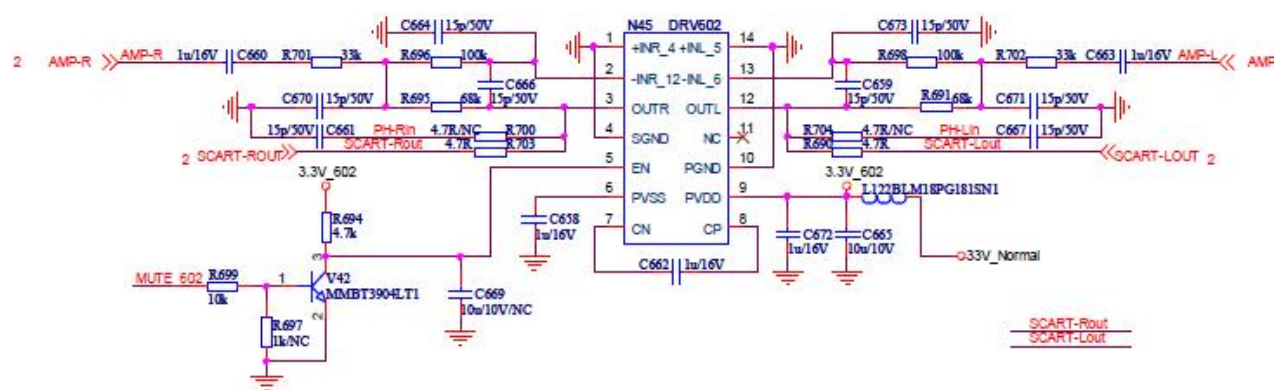 C664 15p/50V
N45 DRV602
C673 15p/50V
1 +INR_4 +INL_5 14
2 AMP-R AMP-R 1u/16V C660 R701 33k R696 100k
R698 100k R702 33k C663 1u/16V AMP-L AMP
2 -INR_12 -INL_6 13
C666
C659
C670 15p/50V R695 68k 15p/50V
3 OUTR OUTL 12
15p/50V R691 68k C671 15p/50V
15p/50V C661 PH-RIn 4.7R/NC R700
R704 4.7R/NC PH-LIn C667 15p/50V
2 SCART-ROUT SCART-Rout 4.7R R703
4 SGND NC 11
R690 4.7R SCART-Lout SCART-LOUT 2
5 EN PGND 10
3.3V_602
3.3V_602
6 PVSS PVDD 9
L122BLM18PG181SN1
R694
4.7k
C658
1u/16V
7 CN CP 8
C672
1u/16V
C665
10u/10V
33V_Normal
C662 1u/16V
3
MUTE_602 R699 1 V42
10k MMBT3904LT1
C669
10u/10V/NC
2
R697
1k/NC
SCART-Rout
SCART-Lout